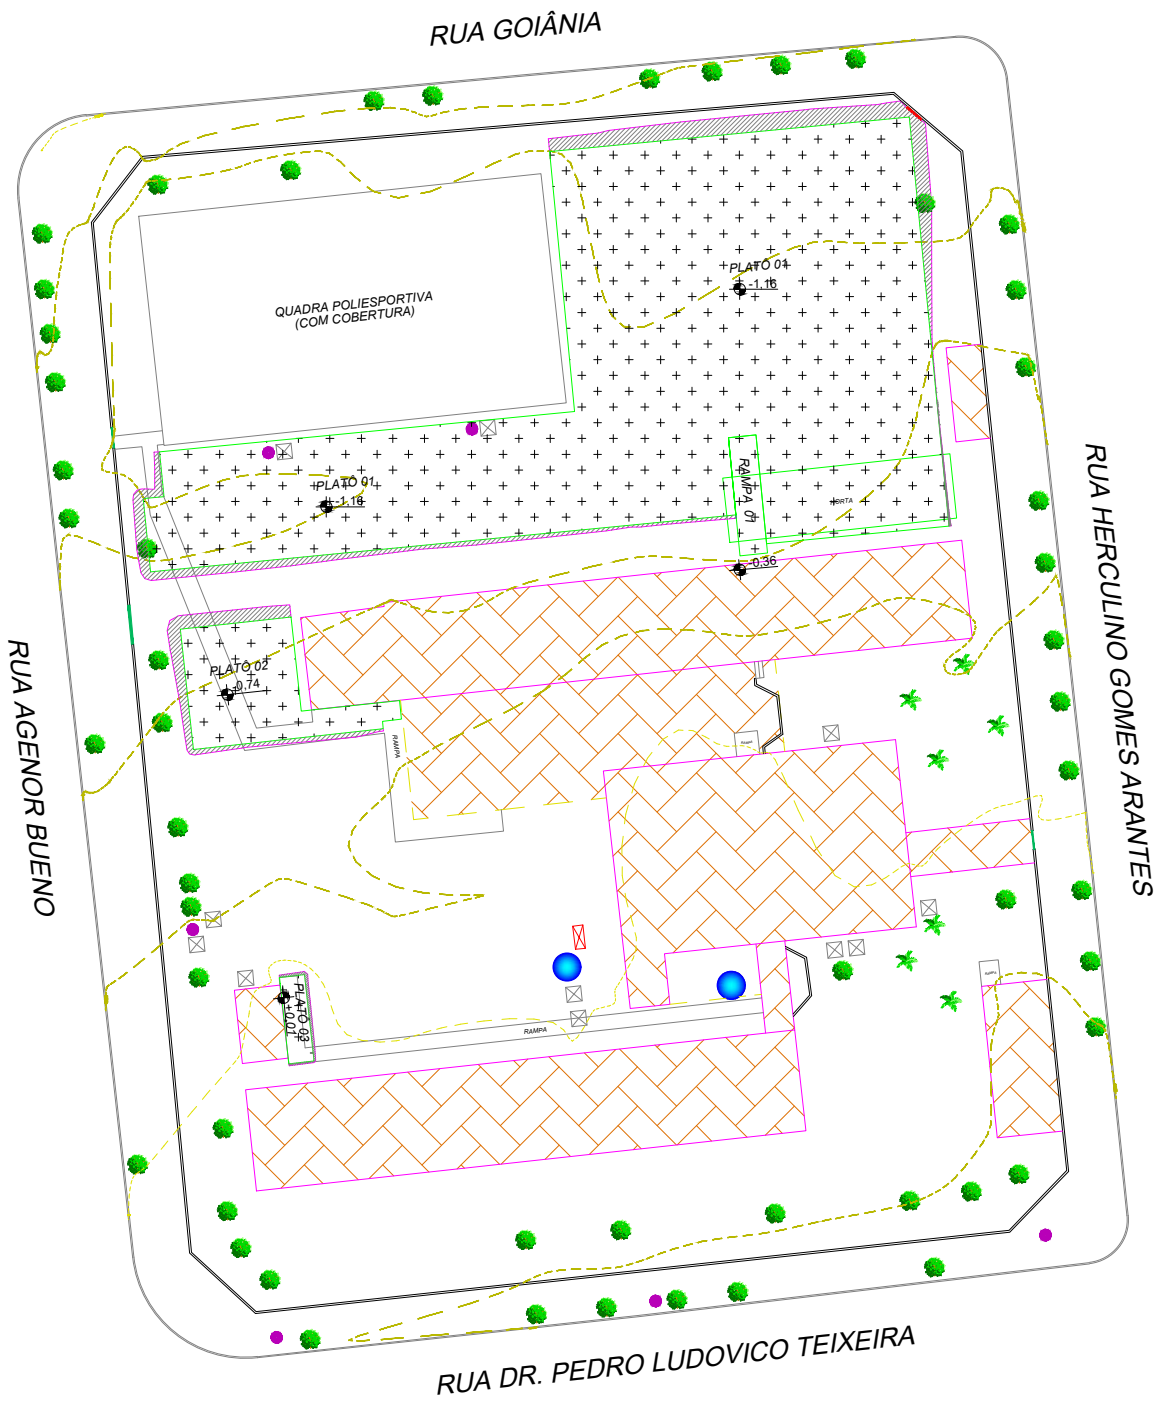 RUA GOIÂNIA
PLATÔ 01
-1.16
QUADRA POLIESPORTIVA
(COM COBERTURA)
RUA HERCULINO GOMES ARANTES
RAMPA 01
PLATÔ 01
-1.16
HORTA
-0.36
RUA AGENOR BUENO
PLATÔ 02
-0.74
RAMPA
PLATÔ 03
+0.01
RAMPA
RUA DR. PEDRO LUDOVICO TEIXEIRA